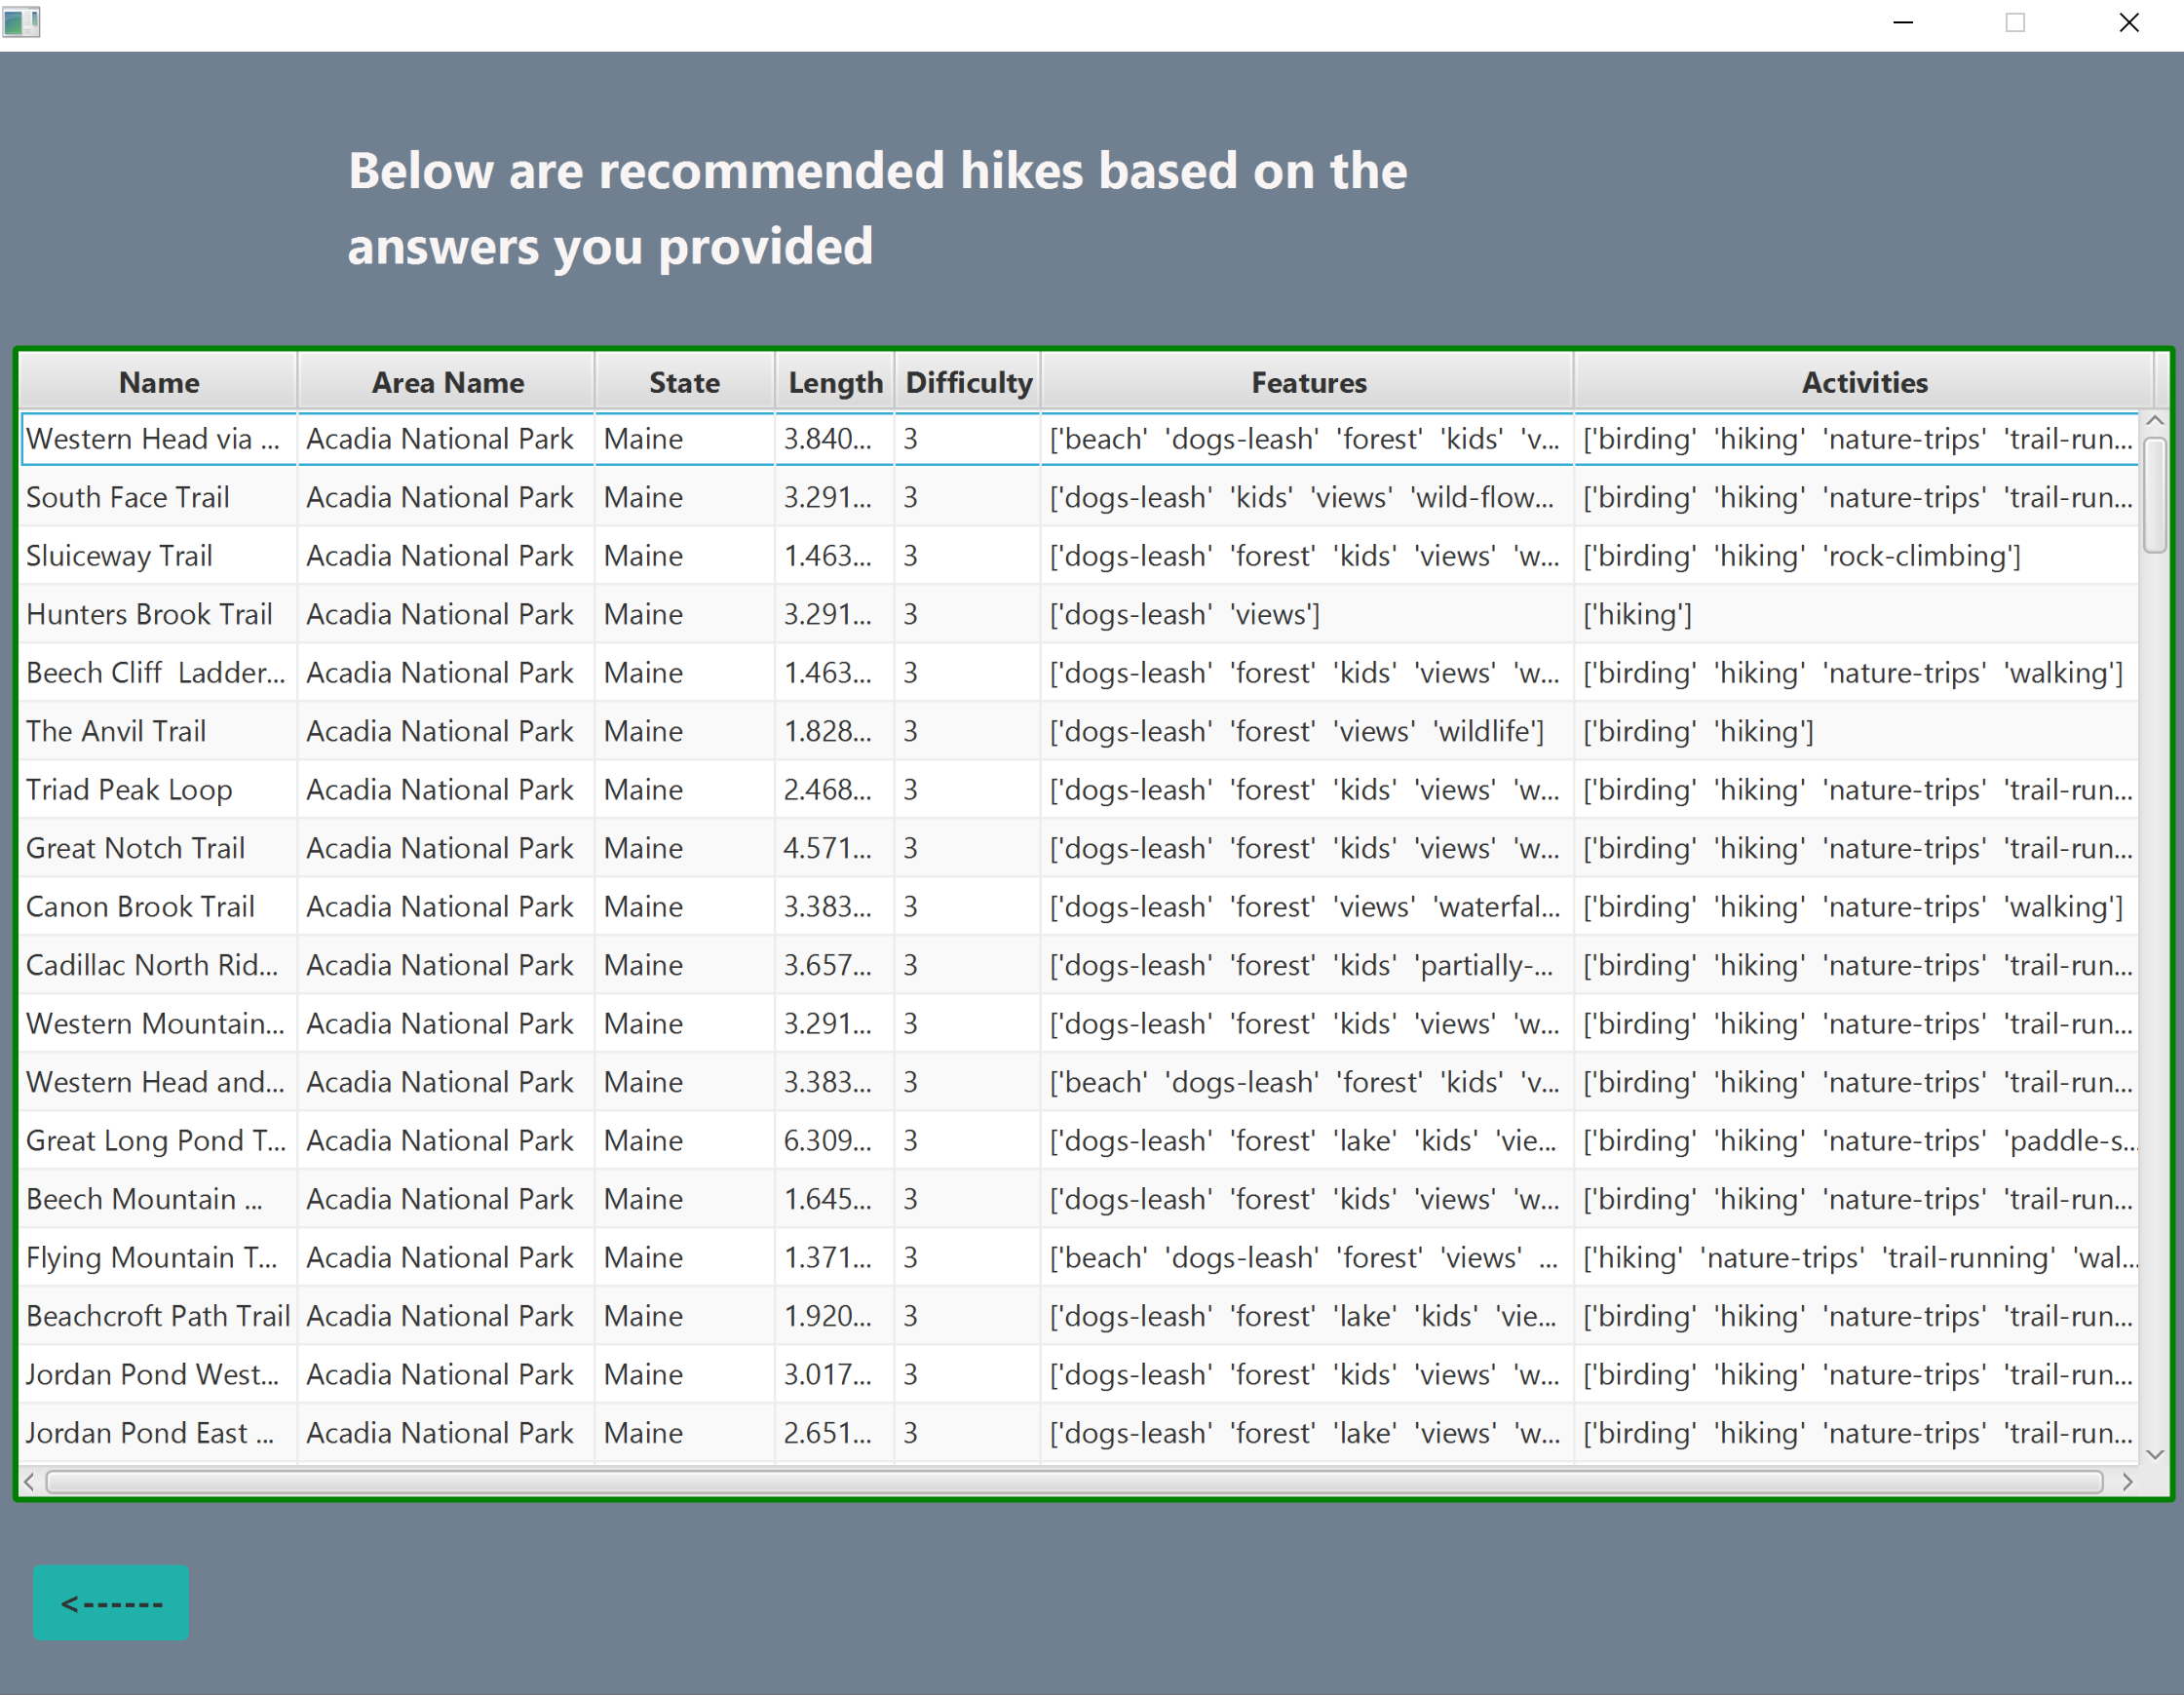 Below are recommended hikes based on the
answers you provided
Name Area Name State Length Difficulty Features Activities
Western Head via ... Acadia National Park Maine 3.840... 3 ['beach' 'dogs-leash' 'forest' 'kids' 'v... ['birding' 'hiking' 'nature-trips' 'trail-run...
South Face Trail Acadia National Park Maine 3.291... 3 ['dogs-leash' 'kids' 'views' 'wild-flow... ['birding' 'hiking' 'nature-trips' 'trail-run...
Sluiceway Trail Acadia National Park Maine 1.463... 3 ['dogs-leash' 'forest' 'kids' 'views' 'w... ['birding' 'hiking' 'rock-climbing']
Hunters Brook Trail Acadia National Park Maine 3.291... 3 ['dogs-leash' 'views'] ['hiking']
Beech Cliff Ladder... Acadia National Park Maine 1.463... 3 ['dogs-leash' 'forest' 'kids' 'views' 'w... ['birding' 'hiking' 'nature-trips' 'walking']
The Anvil Trail Acadia National Park Maine 1.828... 3 ['dogs-leash' 'forest' 'views' 'wildlife'] ['birding' 'hiking']
Triad Peak Loop Acadia National Park Maine 2.468... 3 ['dogs-leash' 'forest' 'kids' 'views' 'w... ['birding' 'hiking' 'nature-trips' 'trail-run...
Great Notch Trail Acadia National Park Maine 4.571... 3 ['dogs-leash' 'forest' 'kids' 'views' 'w... ['birding' 'hiking' 'nature-trips' 'trail-run...
Canon Brook Trail Acadia National Park Maine 3.383... 3 ['dogs-leash' 'forest' 'views' 'waterfal... ['birding' 'hiking' 'nature-trips' 'walking']
Cadillac North Rid... Acadia National Park Maine 3.657... 3 ['dogs-leash' 'forest' 'kids' 'partially-... ['birding' 'hiking' 'nature-trips' 'trail-run...
Western Mountain... Acadia National Park Maine 3.291... 3 ['dogs-leash' 'forest' 'kids' 'views' 'w... ['birding' 'hiking' 'nature-trips' 'trail-run...
Western Head and... Acadia National Park Maine 3.383... 3 ['beach' 'dogs-leash' 'forest' 'kids' 'v... ['birding' 'hiking' 'nature-trips' 'trail-run...
Great Long Pond T... Acadia National Park Maine 6.309... 3 ['dogs-leash' 'forest' 'lake' 'kids' 'vie... ['birding' 'hiking' 'nature-trips' 'paddle-s...
Beech Mountain ... Acadia National Park Maine 1.645... 3 ['dogs-leash' 'forest' 'kids' 'views' 'w... ['birding' 'hiking' 'nature-trips' 'trail-run...
Flying Mountain T... Acadia National Park Maine 1.371... 3 ['beach' 'dogs-leash' 'forest' 'views' ... ['hiking' 'nature-trips' 'trail-running' 'wal...
Beachcroft Path Trail Acadia National Park Maine 1.920... 3 ['dogs-leash' 'forest' 'lake' 'kids' 'vie... ['birding' 'hiking' 'nature-trips' 'trail-run...
Jordan Pond West... Acadia National Park Maine 3.017... 3 ['dogs-leash' 'forest' 'kids' 'views' 'w... ['birding' 'hiking' 'nature-trips' 'trail-run...
Jordan Pond East ... Acadia National Park Maine 2.651... 3 ['dogs-leash' 'forest' 'lake' 'views' 'w... ['birding' 'hiking' 'nature-trips' 'trail-run...
<------